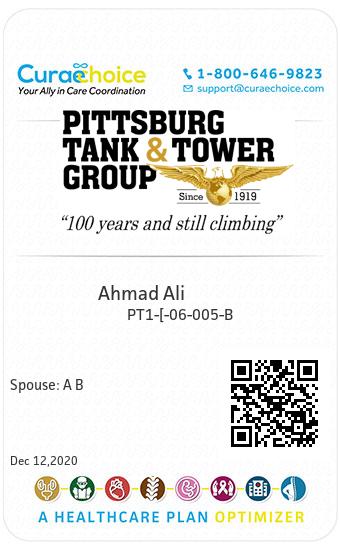 Curaechoice
Your Ally in Care Coordination
1-800-646-9823
support@curaechoice.com
PITTSBURG
TANK & TOWER
GROUP
Since 1919
“100 years and still climbing”
Ahmad Ali
PT1-[-06-005-B
Spouse: A B
Dec 12,2020
A HEALTHCARE PLAN OPTIMIZER